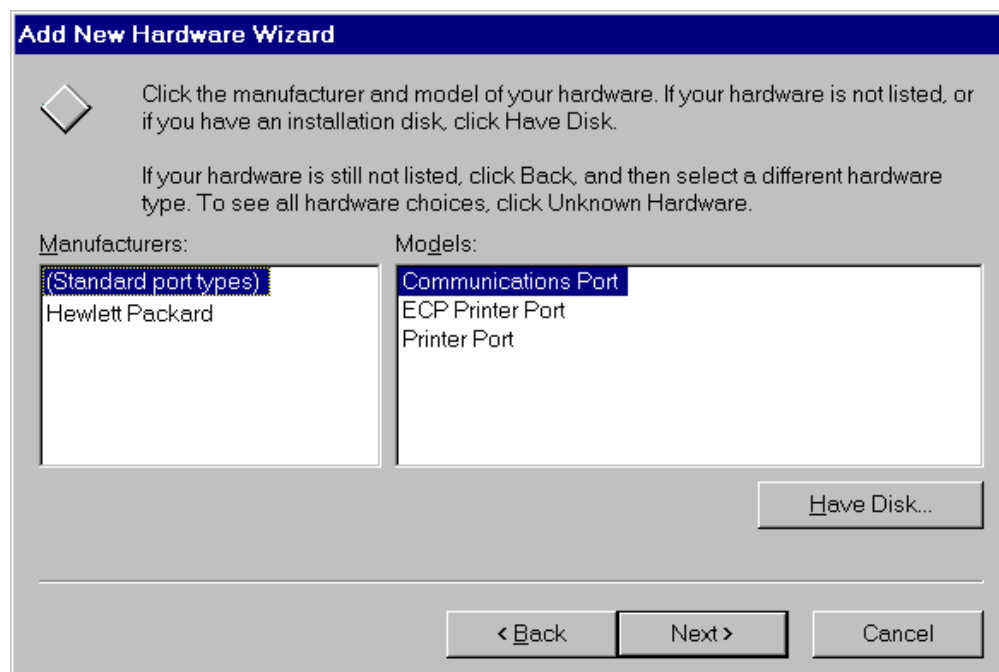 Add New Hardware Wizard
Click the manufacturer and model of your hardware. If your hardware is not listed, or
if you have an installation disk, click Have Disk.
If your hardware is still not listed, click Back, and then select a different hardware
type. To see all hardware choices, click Unknown Hardware.
Manufacturers:
Models:
(Standard port types)
Hewlett Packard
Communications Port
ECP Printer Port
Printer Port
Have Disk...
< Back
Next >
Cancel